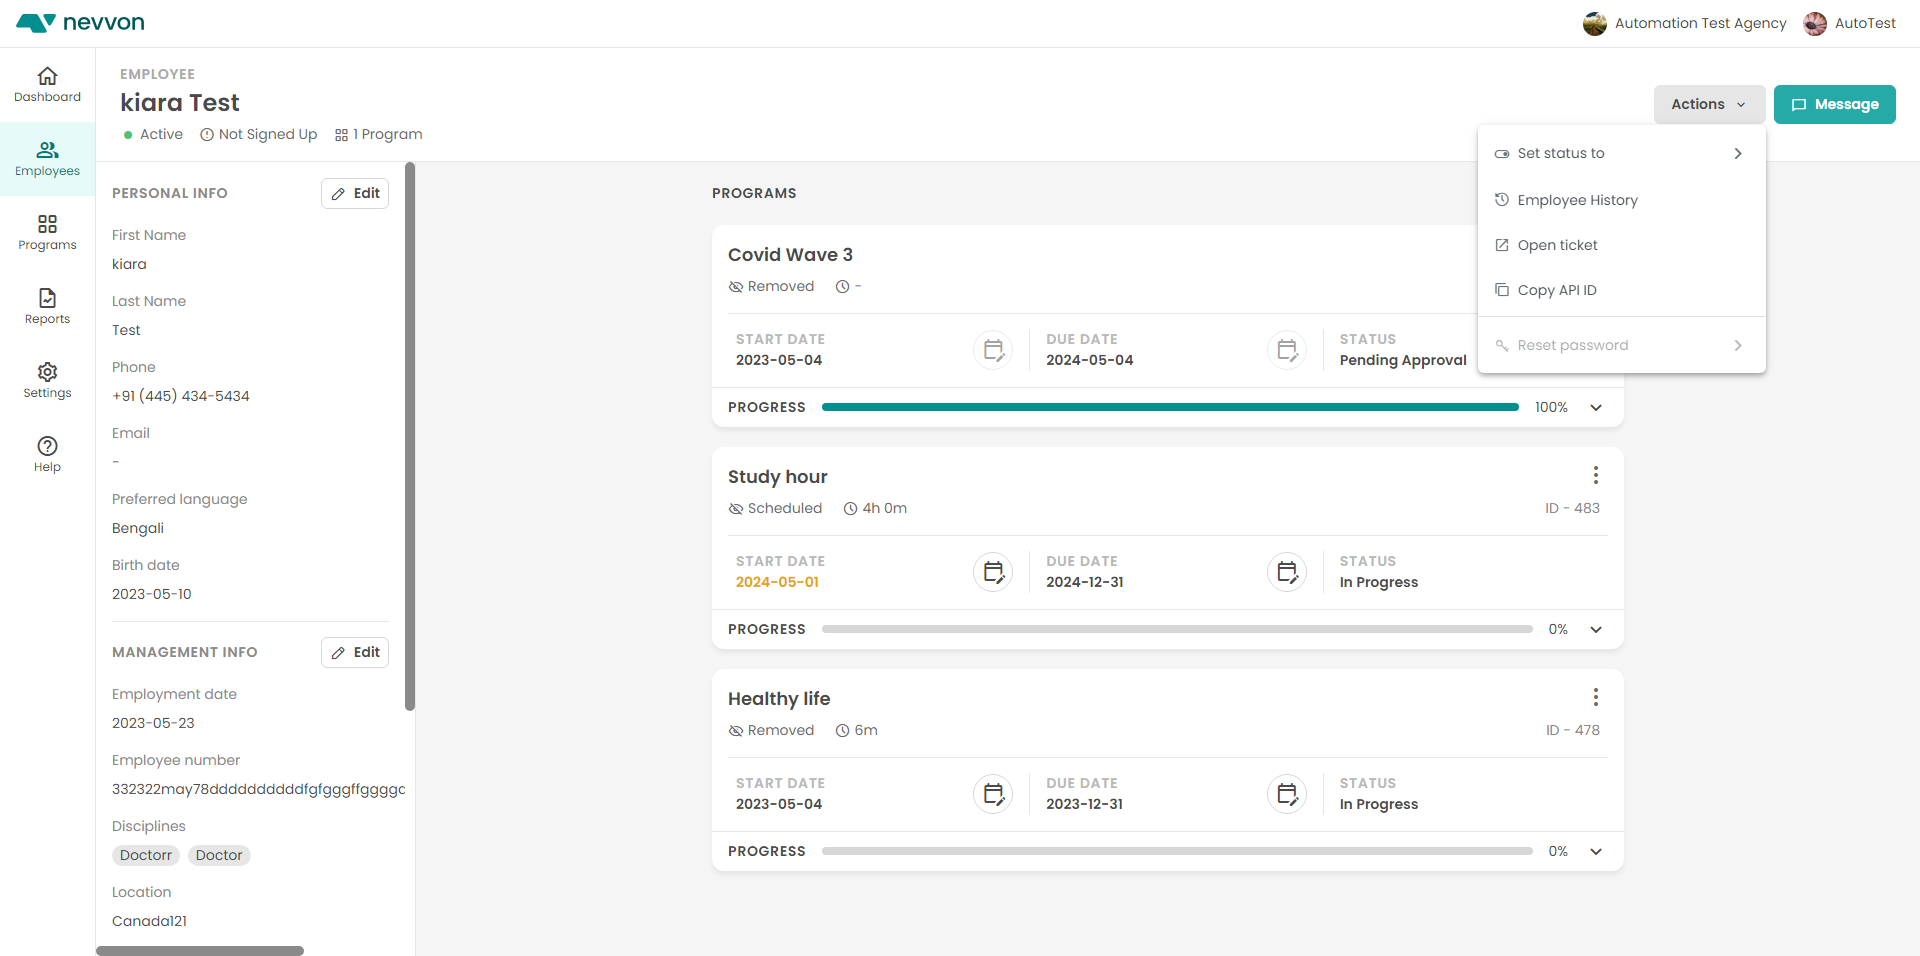 nevvon
Automation Test Agency
AutoTest
Dashboard
Employees
Programs
Reports
Settings
Help
EMPLOYEE
kiara Test
Active
Not Signed Up
1 Program
Actions
Message
Set status to
Employee History
Open ticket
Copy API ID
Reset password
PERSONAL INFO
Edit
First Name
kiara
Last Name
Test
Phone
+91 (445) 434-5434
Email
-
Preferred language
Bengali
Birth date
2023-05-10
MANAGEMENT INFO
Edit
Employment date
2023-05-23
Employee number
Disciplines
Doctorr
Doctor
Location
Canada121
PROGRAMS
Covid Wave 3
Removed
-
START DATE
2023-05-04
DUE DATE
2024-05-04
STATUS
Pending Approval
PROGRESS
100%
Study hour
Scheduled
4h 0m
ID - 483
START DATE
2024-05-01
DUE DATE
2024-12-31
STATUS
In Progress
PROGRESS
0%
Healthy life
Removed
6m
ID - 478
START DATE
2023-05-04
DUE DATE
2023-12-31
STATUS
In Progress
PROGRESS
0%